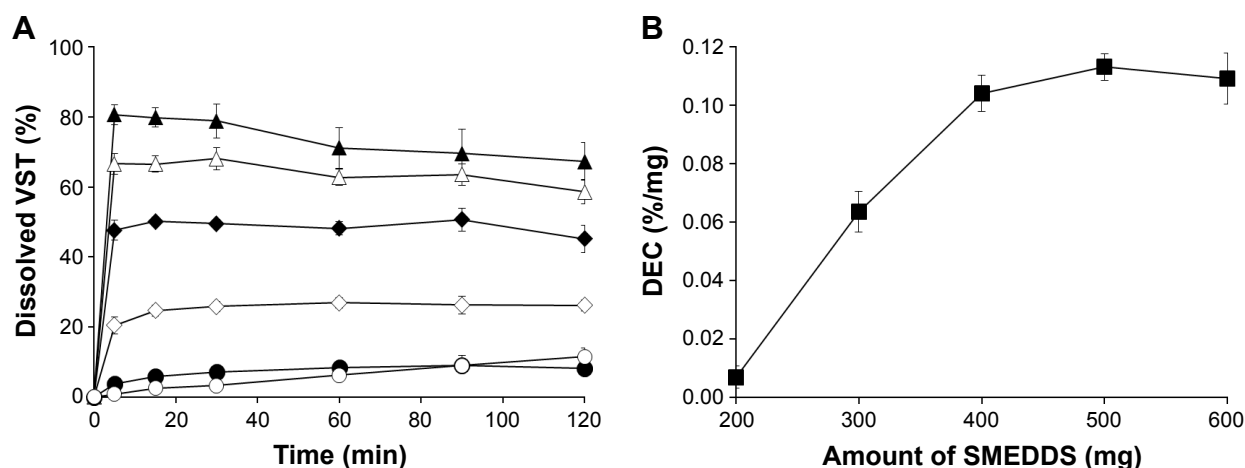 A
Dissolved VST (%)
100
80
60
40
20
0
0 20 40 60 80 100 120
Time (min)
B
DEC (%/mg)
0.12
0.10
0.08
0.06
0.04
0.02
0.00
200 300 400 500 600
Amount of SMEDDS (mg)